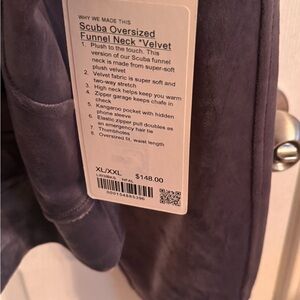 WHY WE MADE THIS
Scuba Oversized
Funnel Neck *Velvet
1. Plush to the touch. This
version of our Scuba funnel
neck is made from super-soft
plush velvet
2. Velvet fabric is super soft and
two-way stretch
3. High neck helps keep you warm
4. Zipper garage keeps chafe in
check
5. Kangaroo pocket with hidden
phone sleeve
6. Elastic zipper pull doubles as
an emergency hair tie
7. Thumbholes
8. Oversized fit, waist length
XL/XXL
$148.00